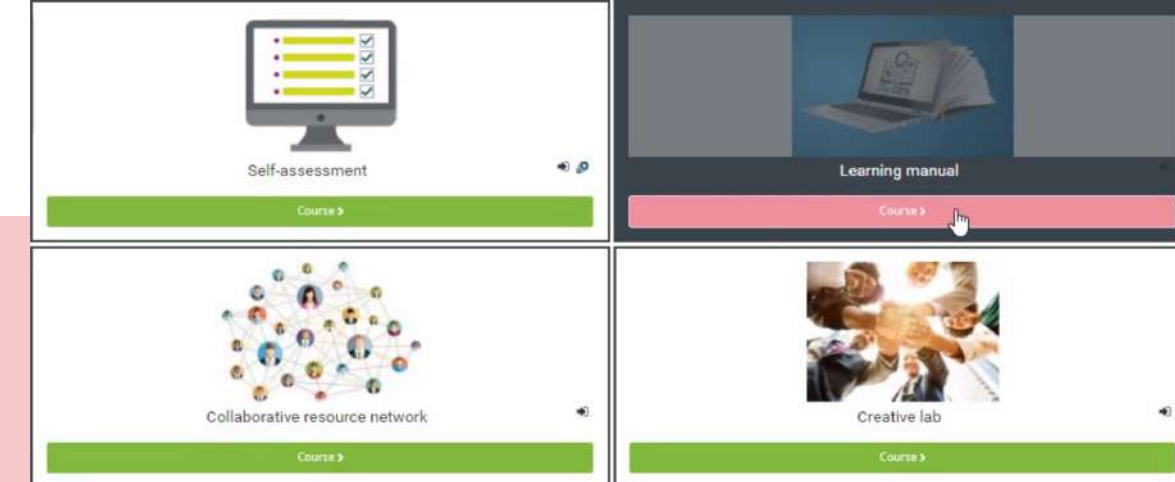 Self-assessment
Course >
Learning manual
Course >
Collaborative resource network
Course >
Creative lab
Course >